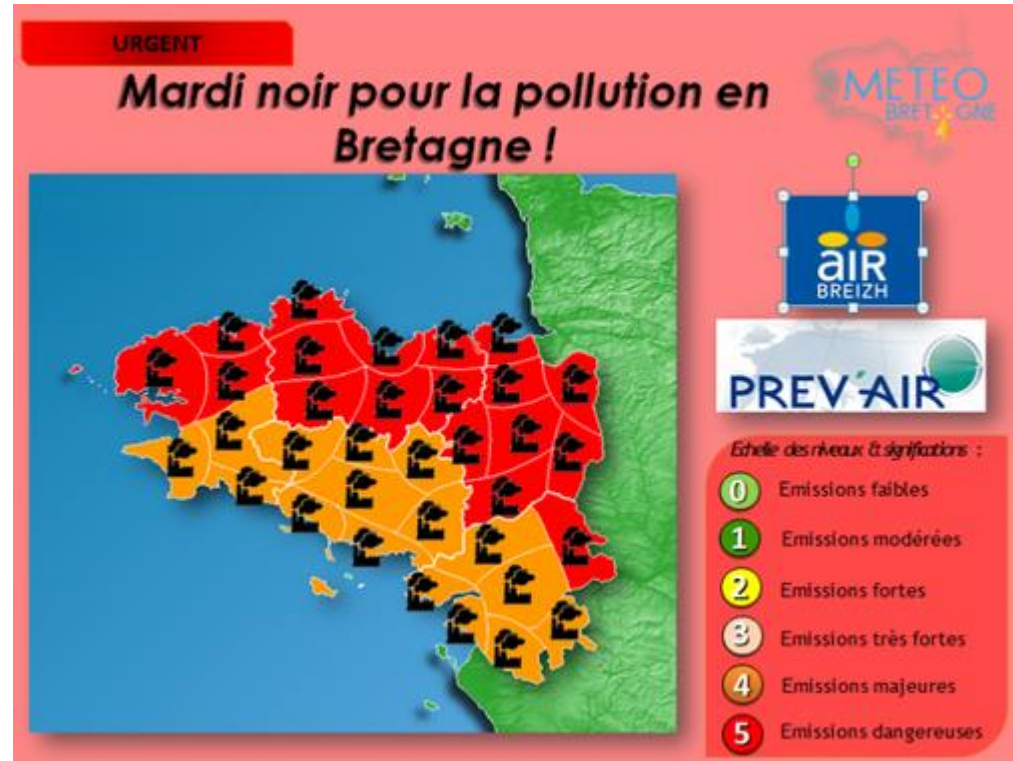 URGENT
Mardi noir pour la pollution en
Bretagne !
METEO
BRETAGNE
aIR
BREIZH
PREV'AIR
Echelle des niveaux & significations :
0 Emissions faibles
1 Emissions modérées
2 Emissions fortes
3 Emissions très fortes
4 Emissions majeures
5 Emissions dangereuses